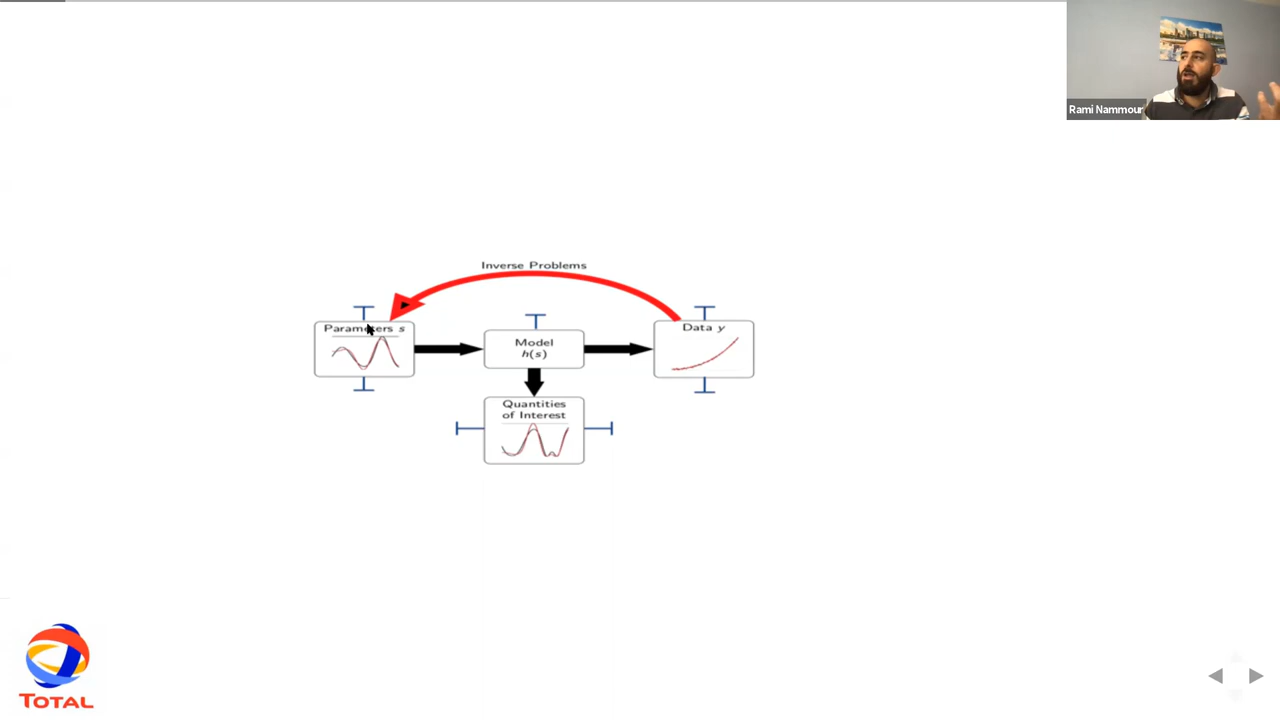 Rami Nammour
Inverse Problems
Parameters s
Model
h(s)
Data y
Quantities
of Interest
TOTAL